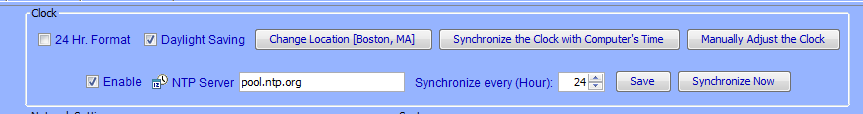 Clock
24 Hr. Format Daylight Saving Change Location [Boston, MA] Synchronize the Clock with Computer's Time Manually Adjust the Clock
Enable NTP Server pool.ntp.org Synchronize every (Hour): 24 Save Synchronize Now